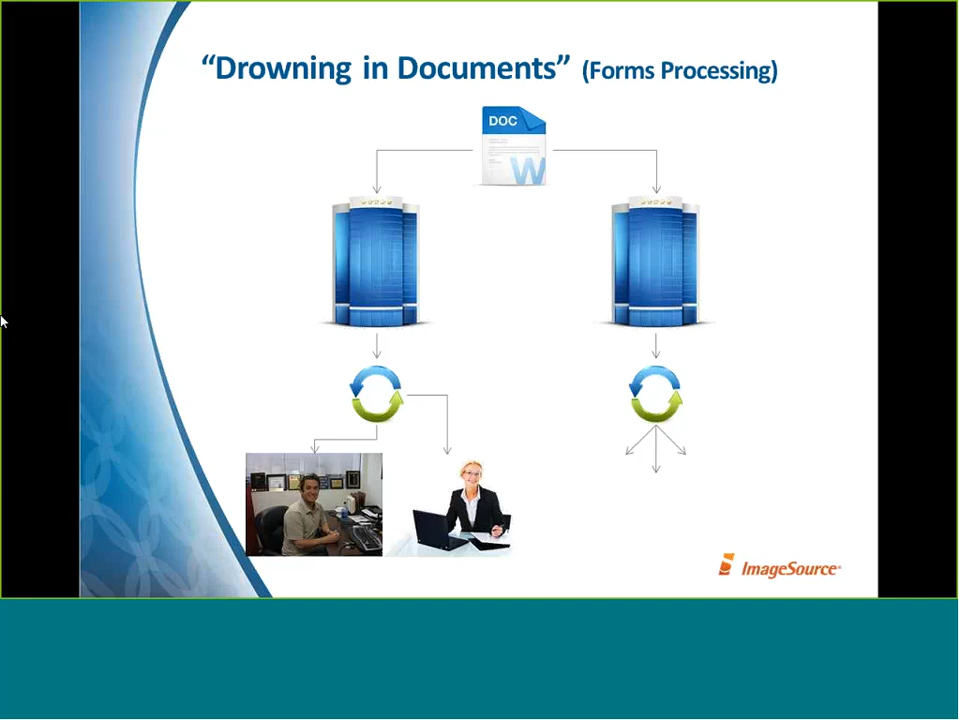 “Drowning in Documents” (Forms Processing)
DOC
W
ImageSource®